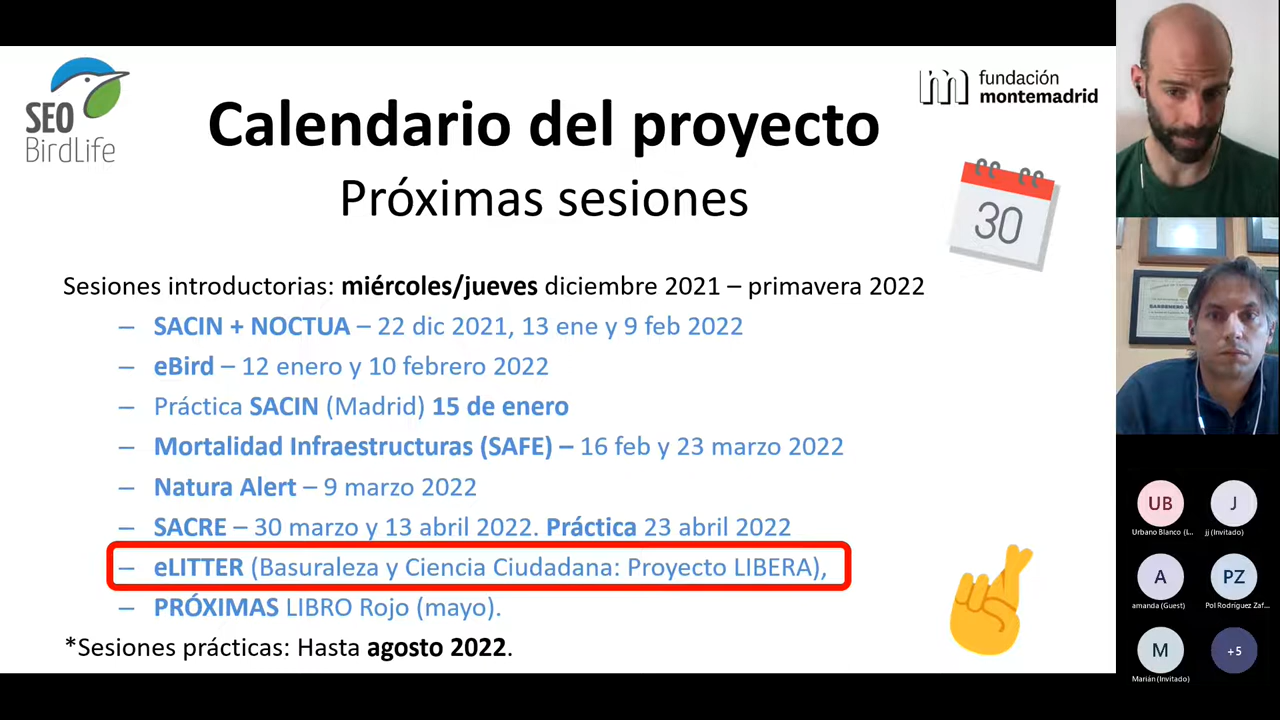 SEO
BirdLife
fundación
montemadrid
Calendario del proyecto
Próximas sesiones
30
Sesiones introductorias: miércoles/jueves diciembre 2021 – primavera 2022
– SACIN + NOCTUA – 22 dic 2021, 13 ene y 9 feb 2022
– eBird – 12 enero y 10 febrero 2022
– Práctica SACIN (Madrid) 15 de enero
– Mortalidad Infraestructuras (SAFE) – 16 feb y 23 marzo 2022
– Natura Alert – 9 marzo 2022
– SACRE – 30 marzo y 13 abril 2022. Práctica 23 abril 2022
– eLITTER (Basuraleza y Ciencia Ciudadana: Proyecto LIBERA),
– PRÓXIMAS LIBRO Rojo (mayo).
*Sesiones prácticas: Hasta agosto 2022.
UB
J
Urbano Blanco (I...
jj (Invitado)
A
PZ
amanda (Guest)
Pol Rodríguez Zaf...
M
+5
Marián (Invitado)